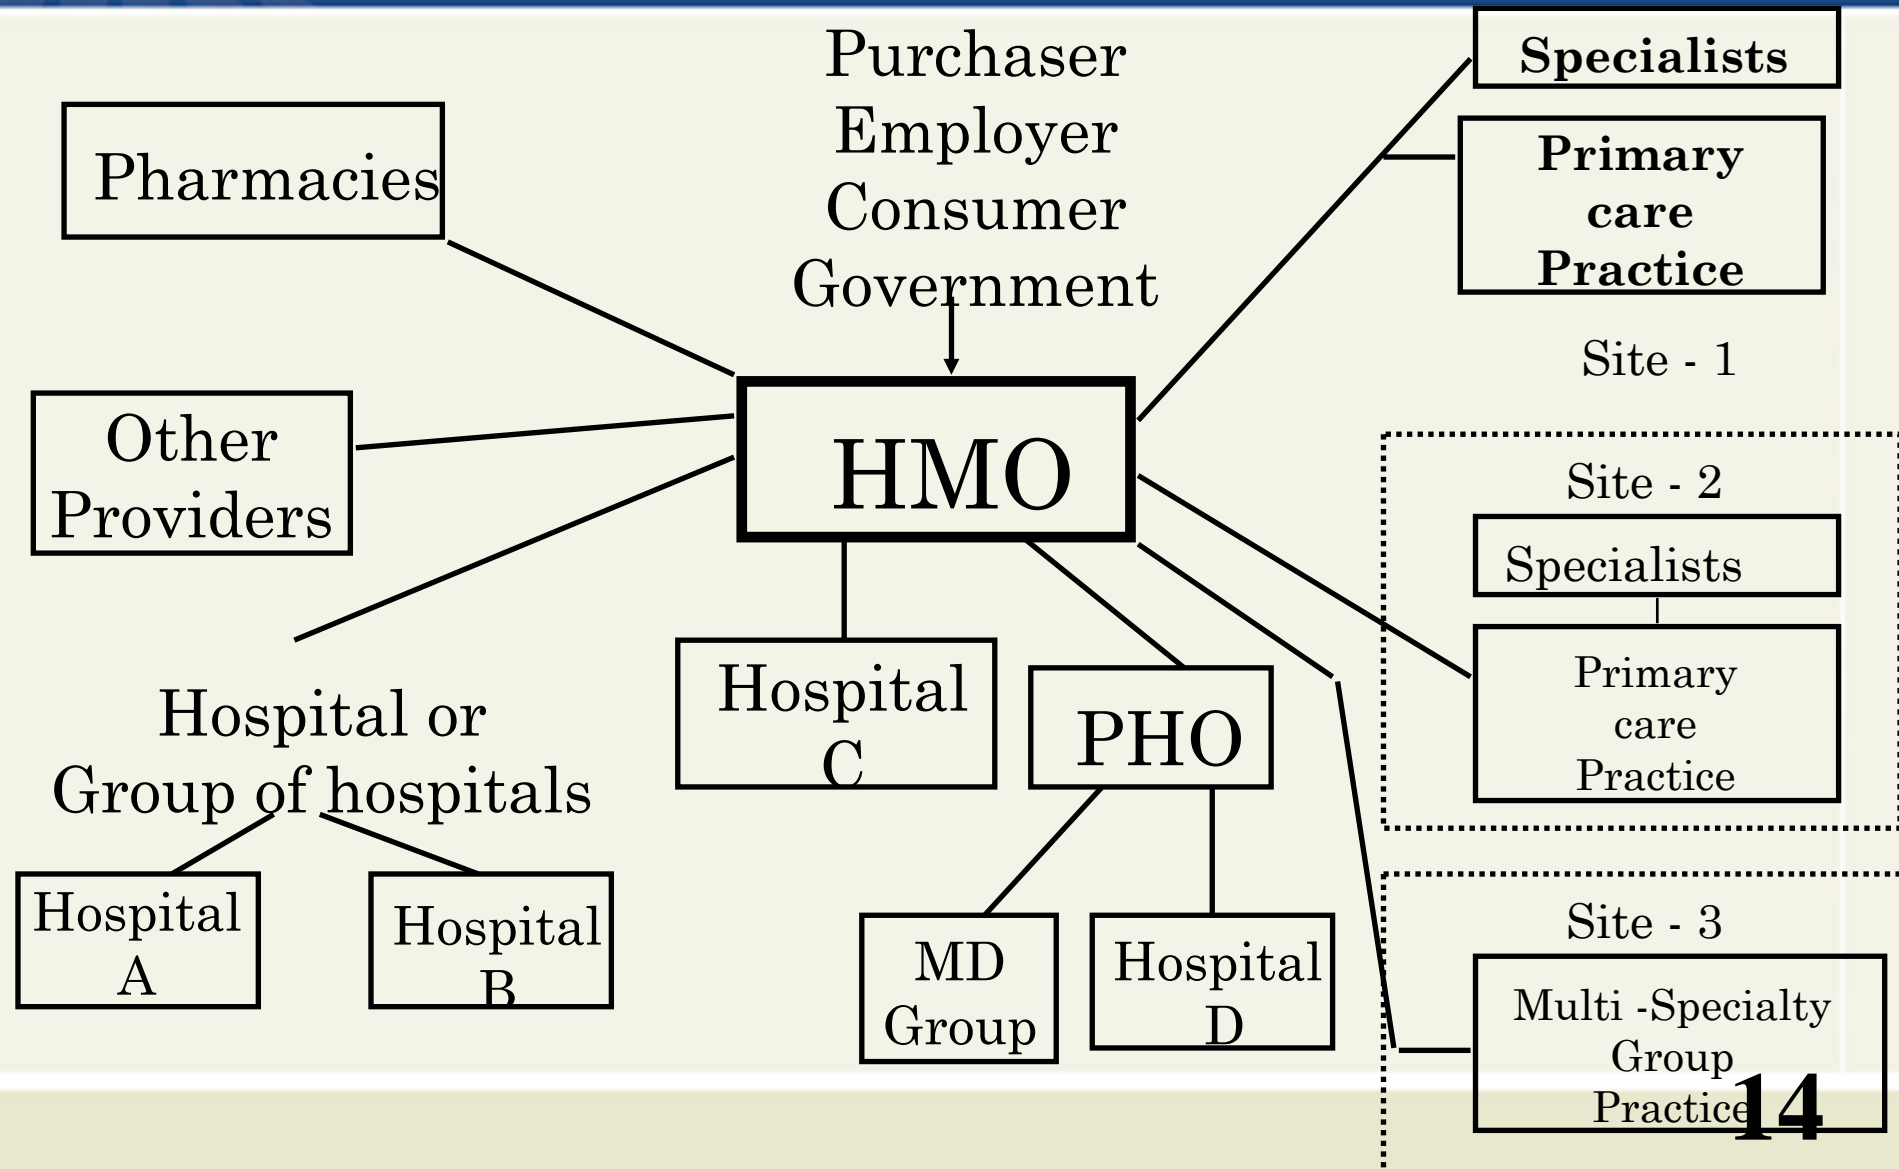 Purchaser
Employer
Consumer
Government
Pharmacies
Other
Providers
HMO
Hospital or
Group of hospitals
Hospital
A
Hospital
B
Hospital
C
PHO
MD
Group
Hospital
D
Specialists
Primary
care
Practice
Site - 1
Site - 2
Specialists
Primary
care
Practice
Site - 3
Multi -Specialty
Group
Practice
14